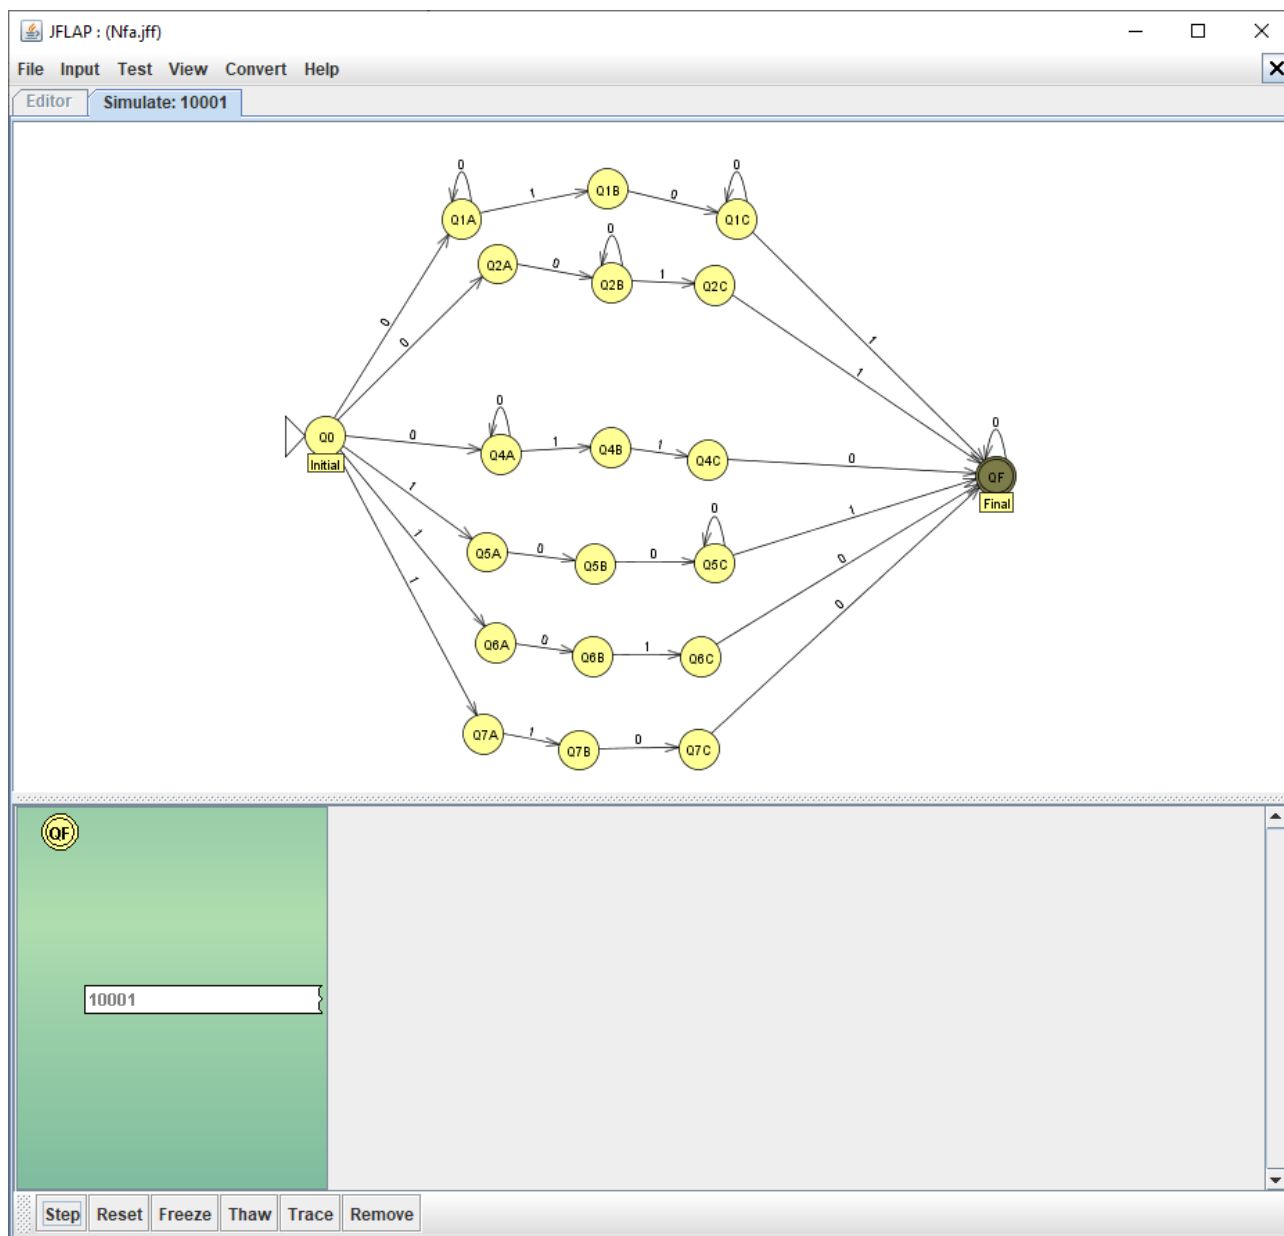 JFLAP : (Nfa.jff)
File Input Test View Convert Help
Editor Simulate: 10001
0 0
1 Q1B 0
Q1A Q1C
0
Q2A 0 1
Q2B Q2C
0
0
1
1
0
Q0 0 1 Q4B 1 0
0
Initial Q4A Q4C QF
Final
1 0 1
Q5A 0 Q5B 0 Q5C
1 0
Q6A 0 Q6B 1 Q6C
1 0
Q7A 1 Q7B 0 Q7C
QF
10001
Step Reset Freeze Thaw Trace Remove